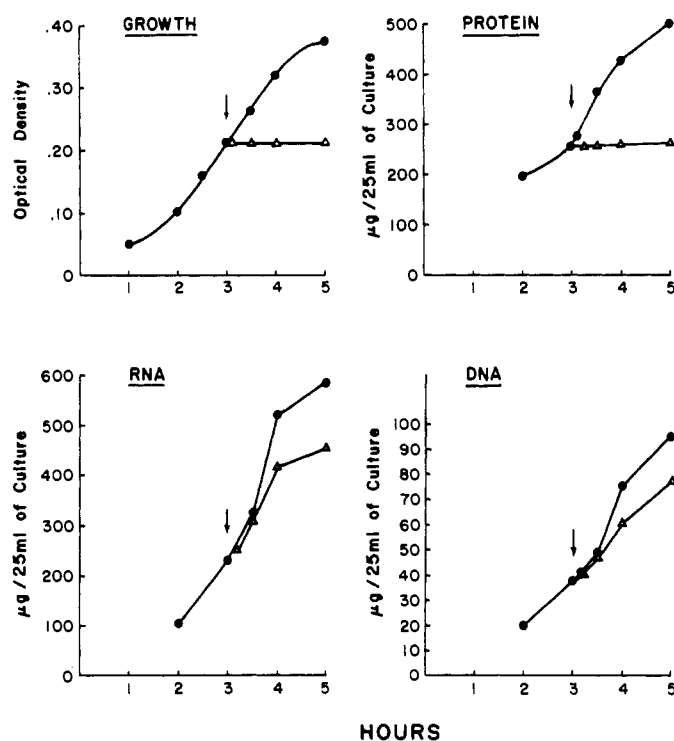 GROWTH
Optical Density
.40
.30
.20
.10
0
1 2 3 4 5
PROTEIN
μg/25ml of Culture
500
400
300
200
100
0
1 2 3 4 5
RNA
μg/25ml of Culture
600
500
400
300
200
100
0
1 2 3 4 5
DNA
μg/25ml of Culture
100
90
80
70
60
50
40
30
20
10
0
1 2 3 4 5
HOURS